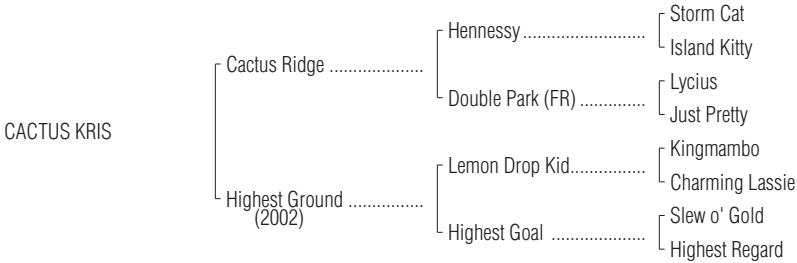 Storm Cat
Hennessy ..........................
Island Kitty
Cactus Ridge ....................
Lycius
Double Park (FR) ..............
Just Pretty
CACTUS KRIS
Kingmambo
Lemon Drop Kid................
Charming Lassie
Highest Ground ................
(2002)
Slew o' Gold
Highest Goal ....................
Highest Regard